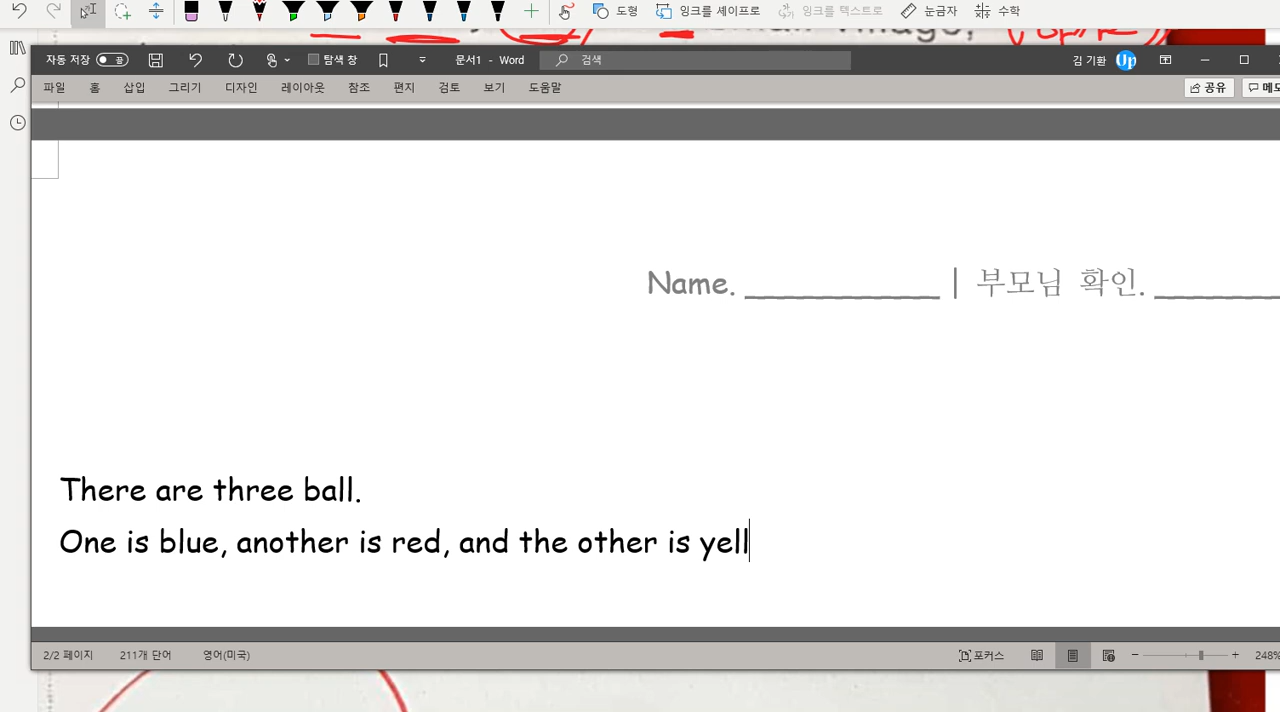 도형 잉크를 셰이프로 잉크를 텍스트로 눈금자 수학
자동 저장 끔 탐색 창 문서1 - Word 검색 김 기환 Up
파일 홈 삽입 그리기 디자인 레이아웃 참조 편지 검토 보기 도움말 공유 메모
Name. ____________ | 부모님 확인. ________
There are three ball.
One is blue, another is red, and the other is yell
2/2 페이지 211개 단어 영어(미국) 포커스 248%